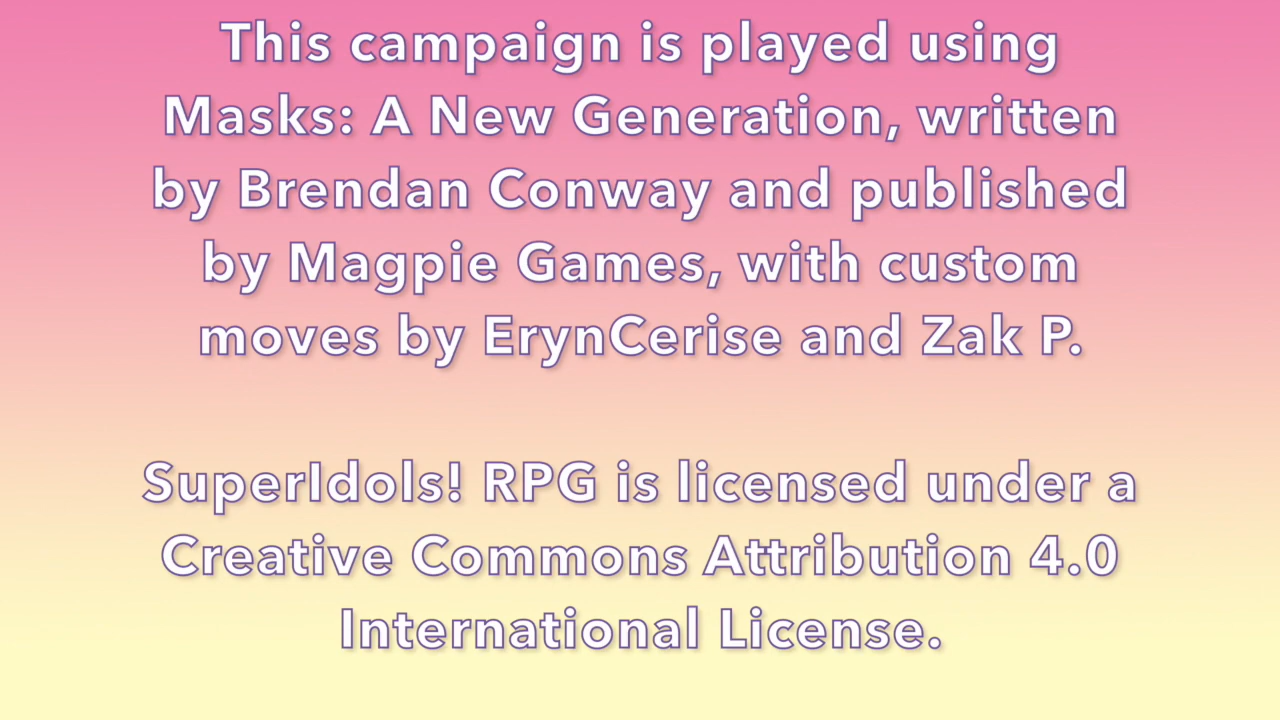 This campaign is played using
Masks: A New Generation, written
by Brendan Conway and published
by Magpie Games, with custom
moves by ErynCerise and Zak P.
SuperIdols! RPG is licensed under a
Creative Commons Attribution 4.0
International License.